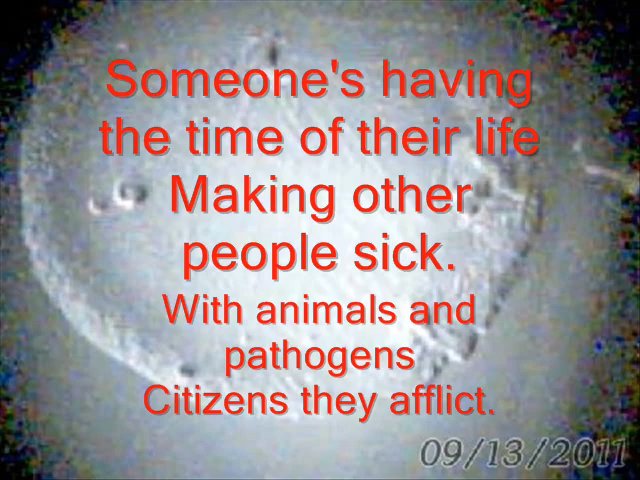 Someone's having
the time of their life
Making other
people sick.
With animals and
pathogens
Citizens they afflict.
09/13/2011